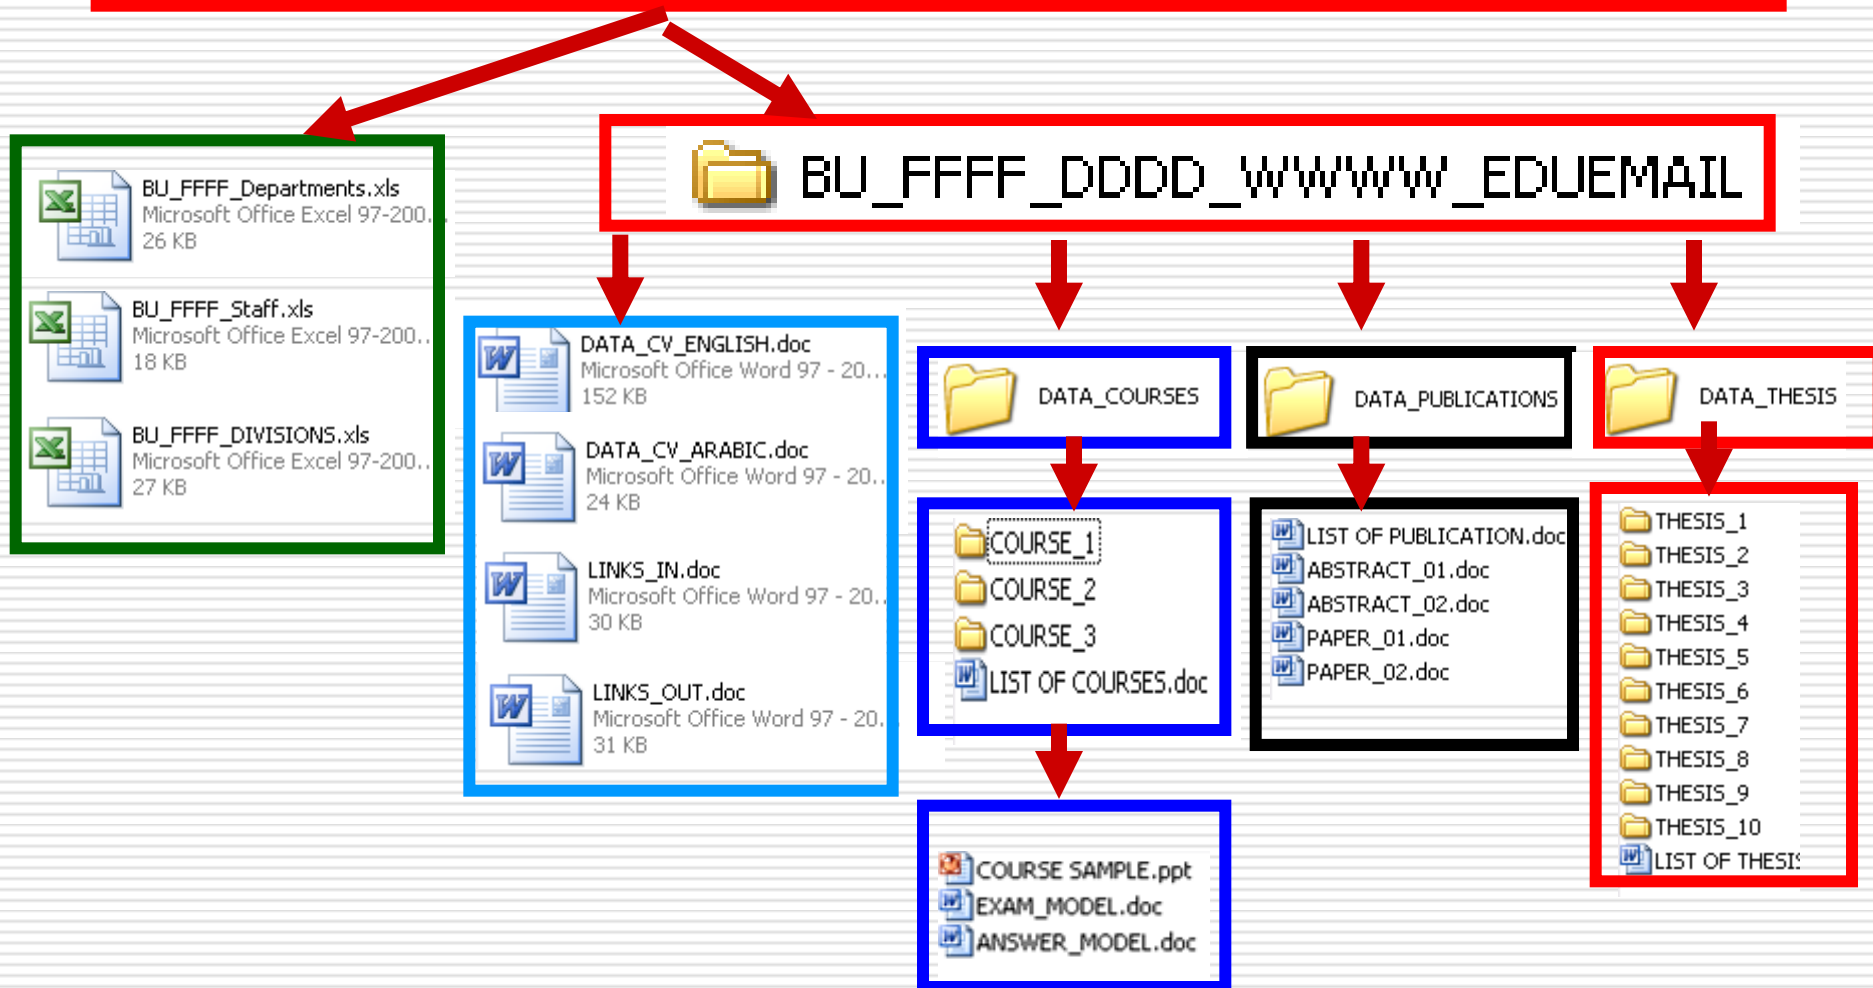 BU_FFFF_DDDD_WWWW_EDUEMAIL
BU_FFFF_Departments.xls
Microsoft Office Excel 97-200..
26 KB
BU_FFFF_Staff.xls
Microsoft Office Excel 97-200..
18 KB
BU_FFFF_DIVISIONS.xls
Microsoft Office Excel 97-200..
27 KB
DATA_CV_ENGLISH.doc
Microsoft Office Word 97 - 20...
152 KB
DATA_CV_ARABIC.doc
Microsoft Office Word 97 - 20..
24 KB
LINKS_IN.doc
Microsoft Office Word 97 - 20..
30 KB
LINKS_OUT.doc
Microsoft Office Word 97 - 20.
31 KB
DATA_COURSES
COURSE_1
COURSE_2
COURSE_3
LIST OF COURSES.doc
COURSE SAMPLE.ppt
EXAM_MODEL.doc
ANSWER_MODEL.doc
DATA_PUBLICATIONS
LIST OF PUBLICATION.doc
ABSTRACT_01.doc
ABSTRACT_02.doc
PAPER_01.doc
PAPER_02.doc
DATA_THESIS
THESIS_1
THESIS_2
THESIS_3
THESIS_4
THESIS_5
THESIS_6
THESIS_7
THESIS_8
THESIS_9
THESIS_10
LIST OF THESIS